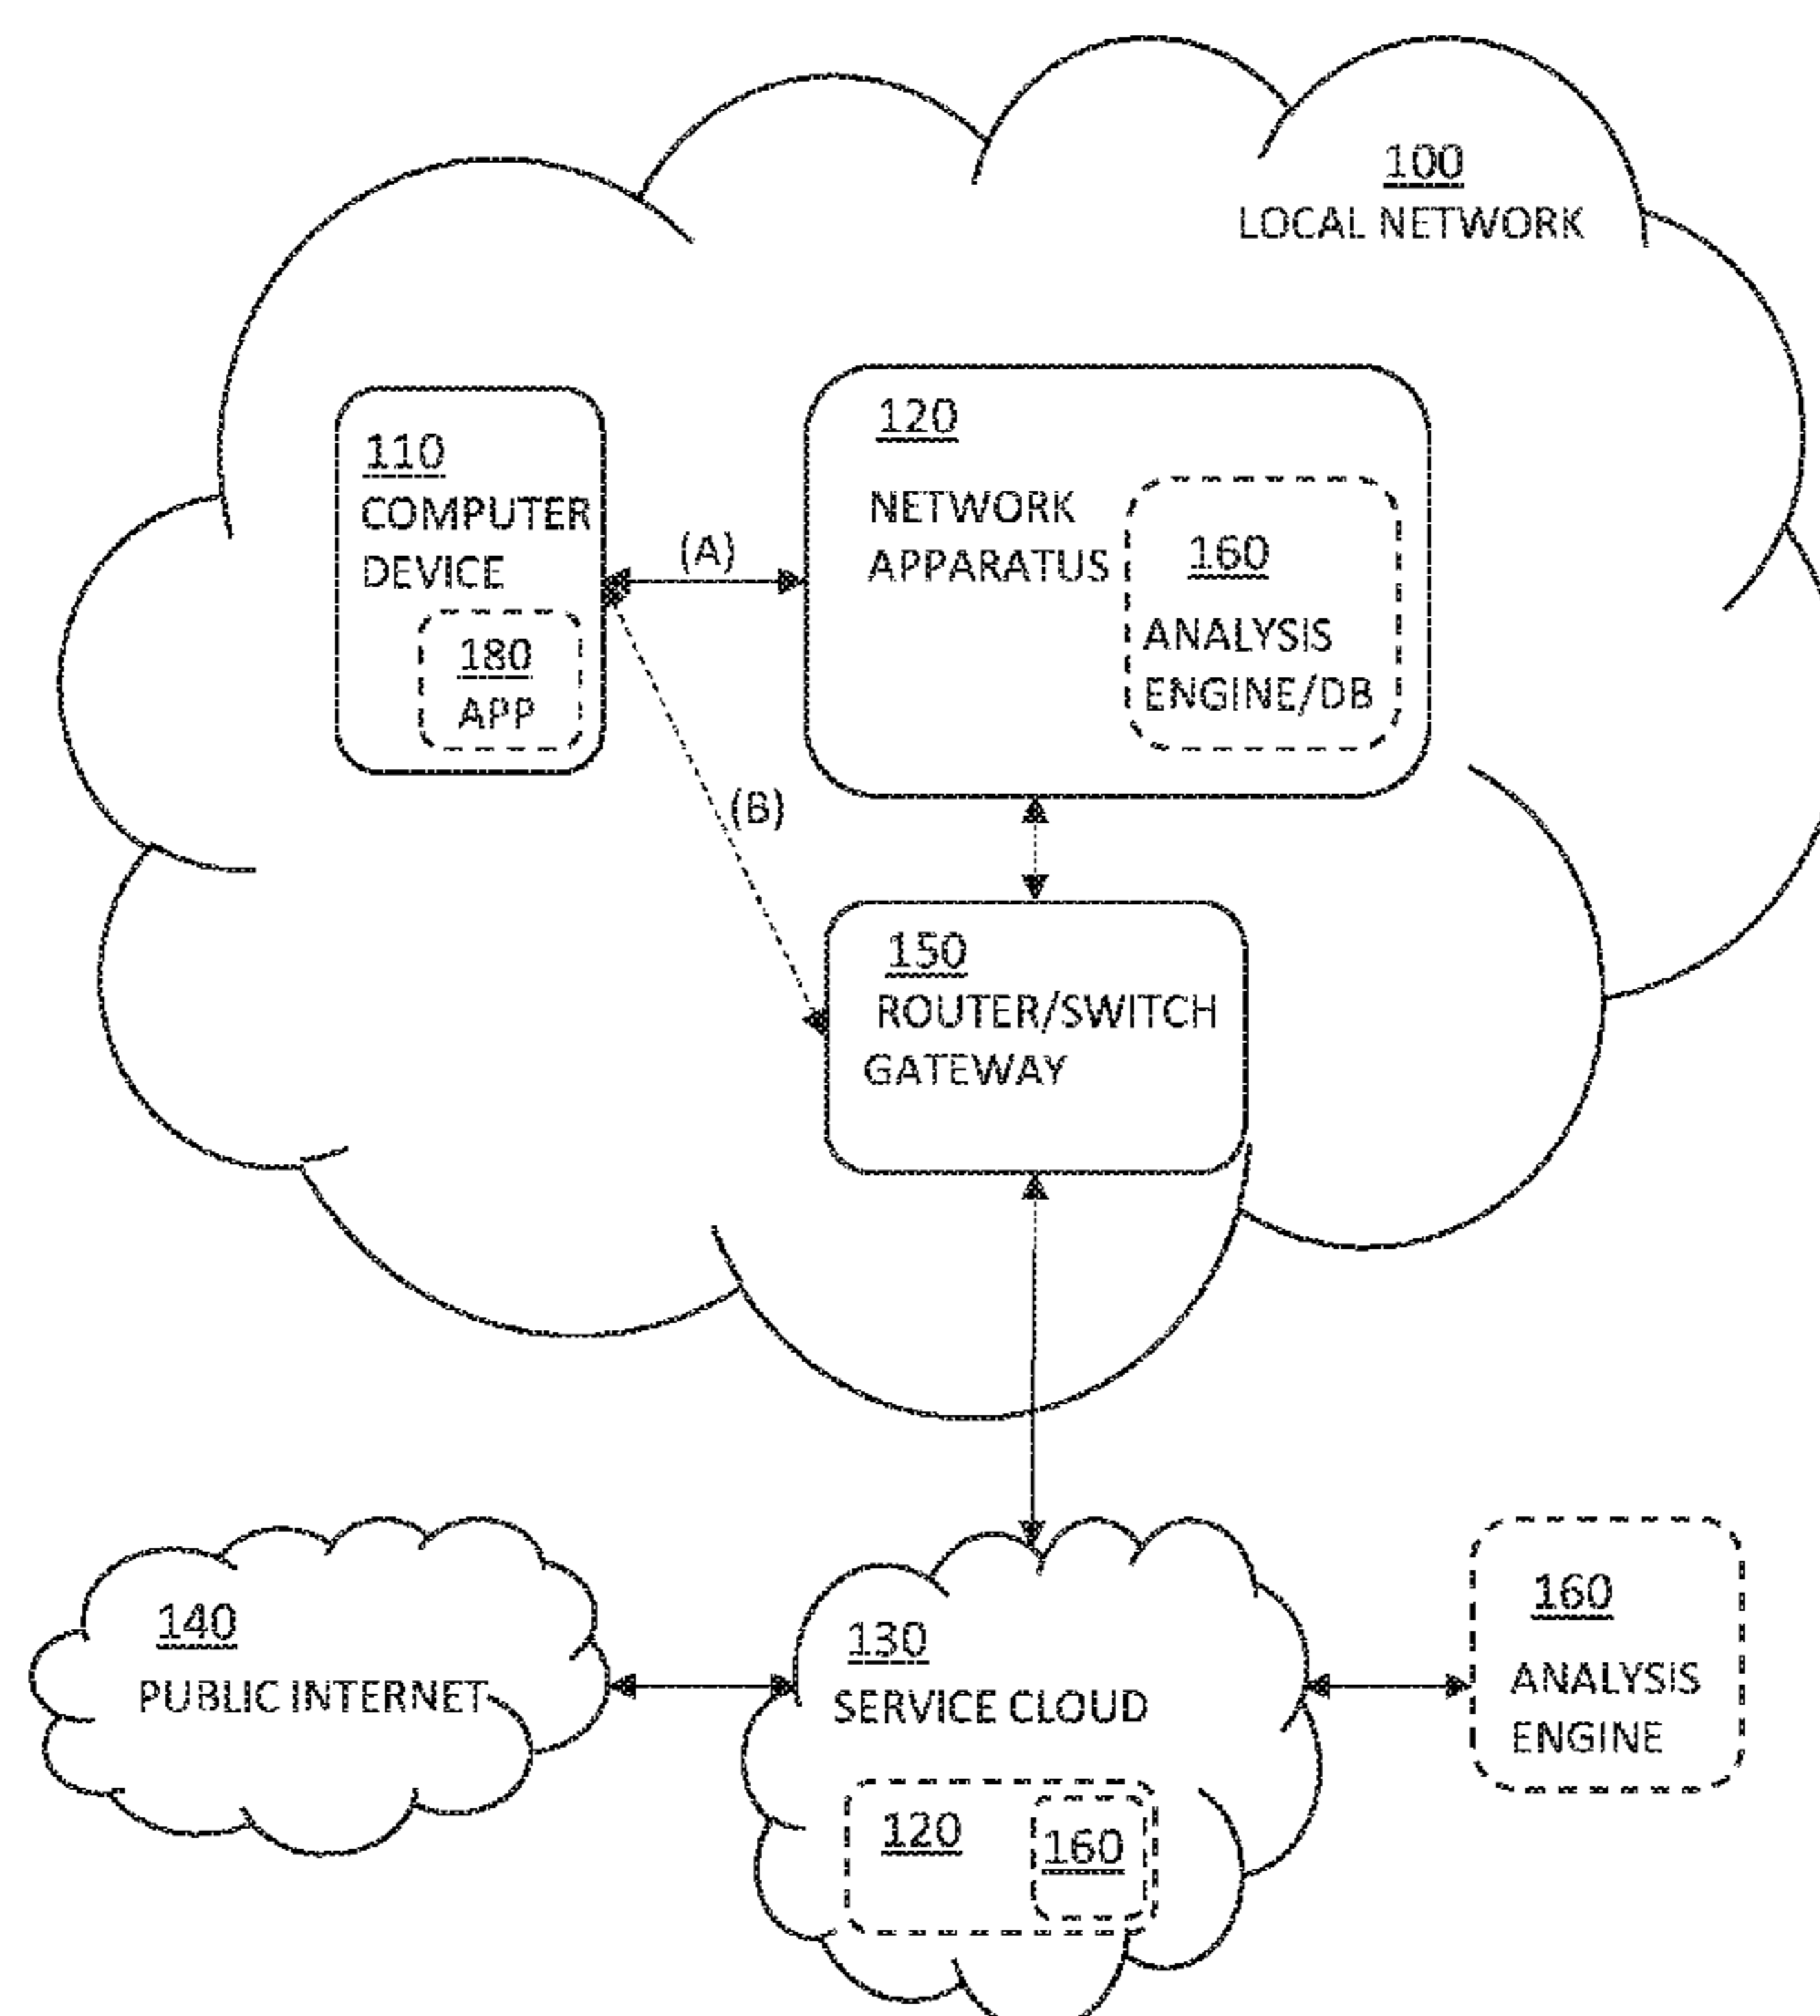 100
LOCAL NETWORK
110
COMPUTER
DEVICE
180
APP
(A)
120
NETWORK
APPARATUS
160
ANALYSIS
ENGINE/DB
(B)
150
ROUTER/SWITCH
GATEWAY
140
PUBLIC INTERNET
130
SERVICE CLOUD
120
160
160
ANALYSIS
ENGINE